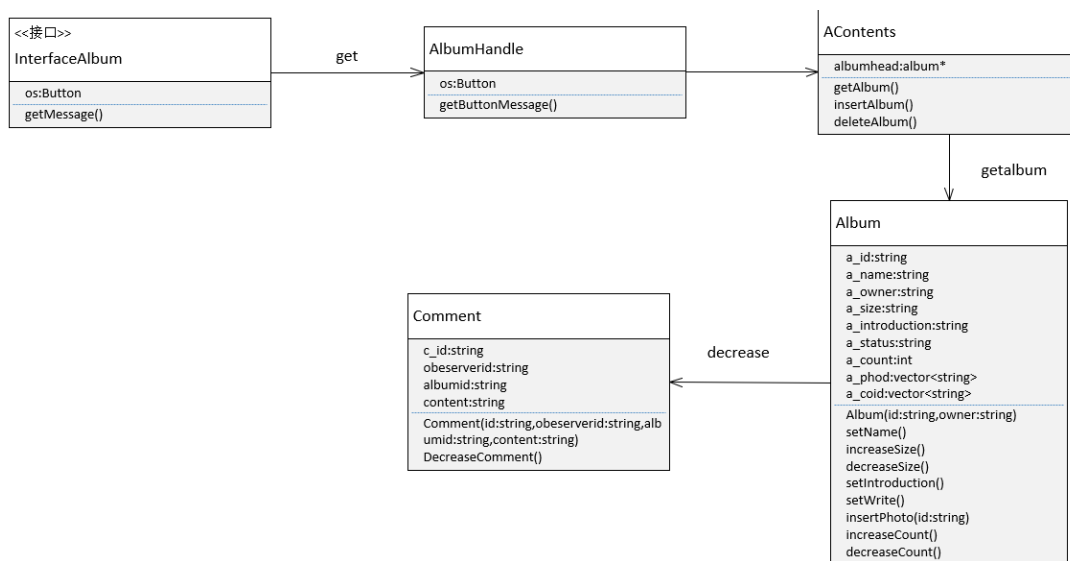 <<接口>>
InterfaceAlbum
os:Button
getMessage()
get
AlbumHandle
os:Button
getButtonMessage()
AContents
albumhead:album*
getAlbum()
insertAlbum()
deleteAlbum()
getalbum
Album
a_id:string
a_name:string
a_owner:string
a_size:string
a_introduction:string
a_status:string
a_count:int
a_phod:vector<string>
a_coid:vector<string>
Album(id:string,owner:string)
setName()
increaseSize()
decreaseSize()
setIntroduction()
setWrite()
insertPhoto(id:string)
increaseCount()
decreaseCount()
decrease
Comment
c_id:string
obeserverid:string
albumid:string
content:string
Comment(id:string,obeserverid:string,alb
umid:string,content:string)
DecreaseComment()